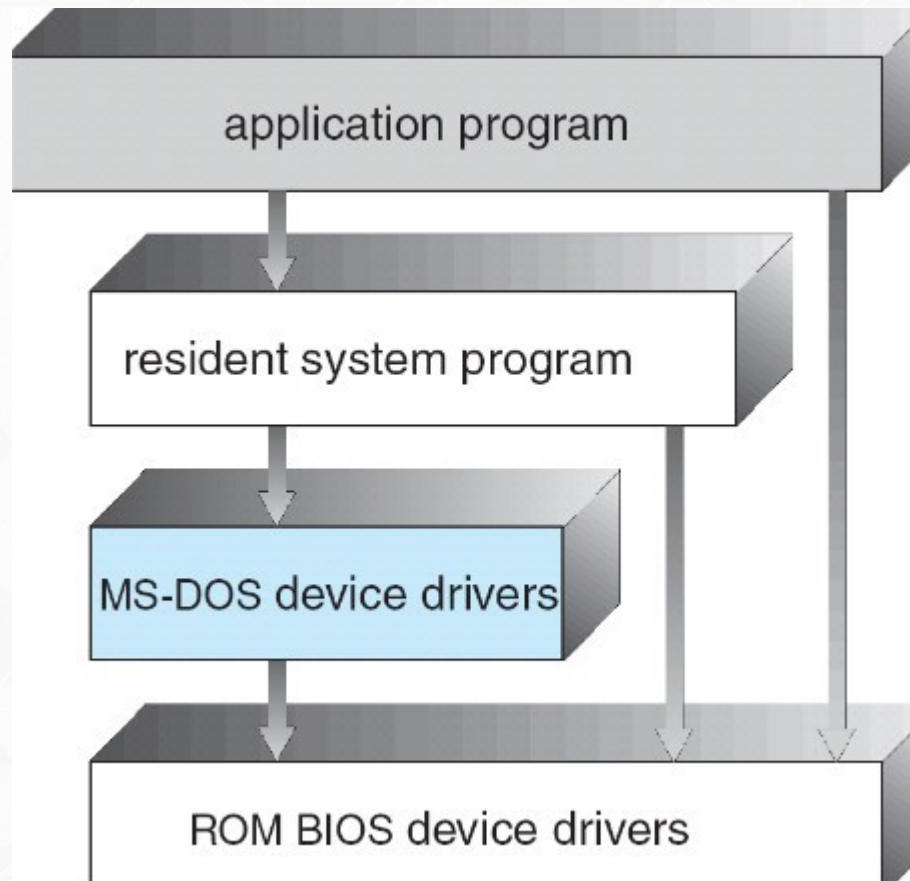 application program
resident system program
MS-DOS device drivers
ROM BIOS device drivers